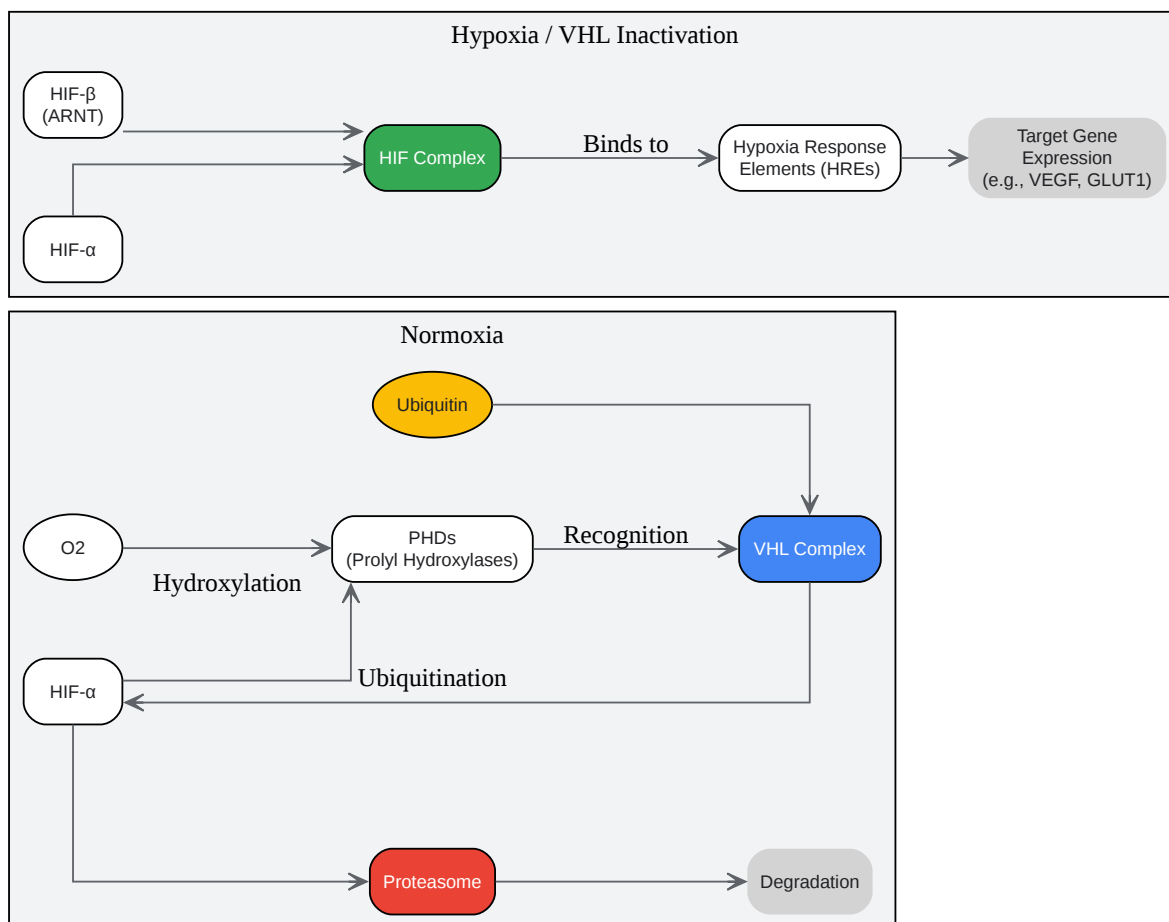 Hypoxia / VHL Inactivation
HIF-β
(ARNT)
HIF-α
HIF Complex
Binds to
Hypoxia Response
Elements (HREs)
Target Gene
Expression
(e.g., VEGF, GLUT1)
Normoxia
Ubiquitin
O2
Hydroxylation
PHDs
(Prolyl Hydroxylases)
Recognition
VHL Complex
HIF-α
Ubiquitination
Proteasome
Degradation